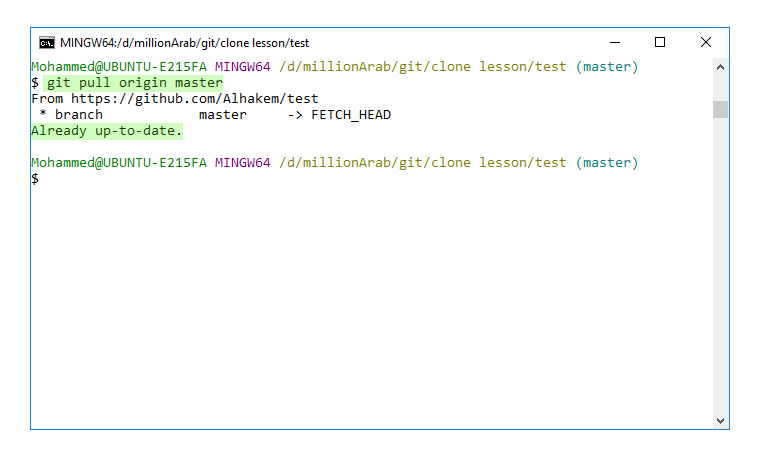 MINGW64:/d/millionArab/git/clone lesson/test
Mohammed@UBUNTU-E215FA MINGW64 /d/millionArab/git/clone lesson/test (master)
$ git pull origin master
From https://github.com/Alhakem/test
 * branch            master     -> FETCH_HEAD
Already up-to-date.
Mohammed@UBUNTU-E215FA MINGW64 /d/millionArab/git/clone lesson/test (master)
$